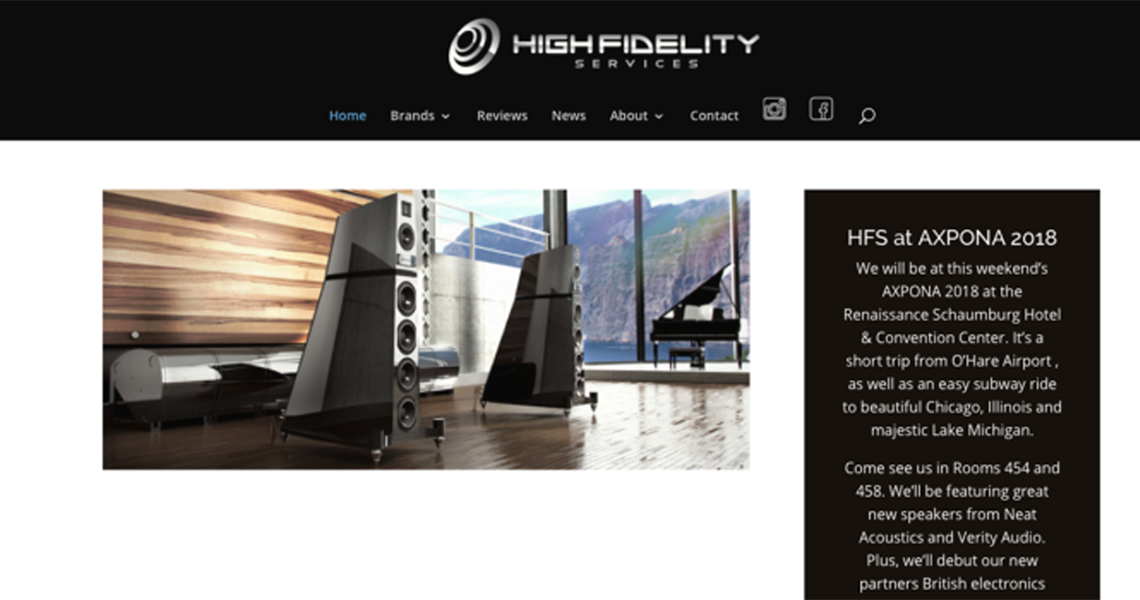 HIGH FIDELITY
SERVICES
Home Brands Reviews News About Contact
HFS at AXPONA 2018
We will be at this weekend's
AXPONA 2018 at the
Renaissance Schaumburg Hotel
& Convention Center. It's a
short trip from O'Hare Airport ,
as well as an easy subway ride
to beautiful Chicago, Illinois and
majestic Lake Michigan.
Come see us in Rooms 454 and
458. We'll be featuring great
new speakers from Neat
Acoustics and Verity Audio.
Plus, we'll debut our new
partners British electronics